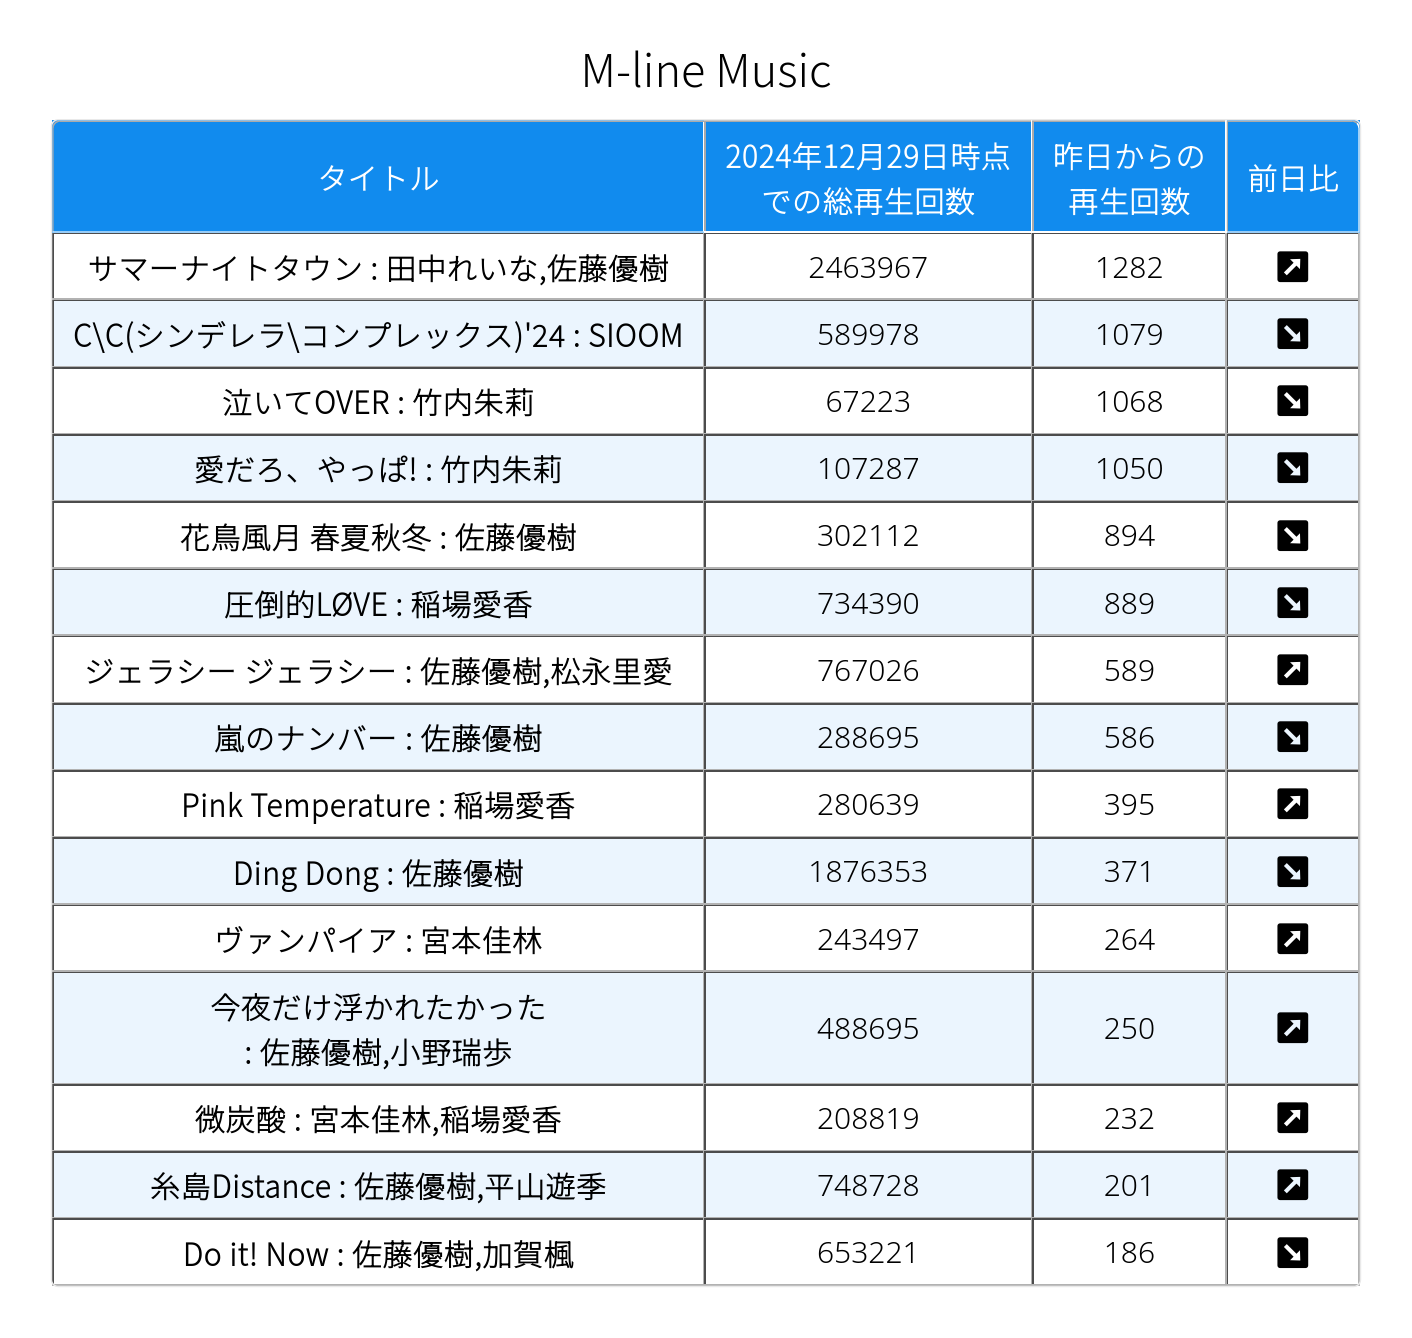 M-line Music
タイトル 2024年12月29日時点 昨日からの 前日比
での総再生回数 再生回数
サマーナイトタウン : 田中れいな,佐藤優樹 2463967 1282 ↗
C\C(シンデレラ\コンプレックス)'24 : SIOOM 589978 1079 ↘
泣いてOVER : 竹内朱莉 67223 1068 ↘
愛だろ、やっぱ! : 竹内朱莉 107287 1050 ↘
花鳥風月 春夏秋冬 : 佐藤優樹 302112 894 ↘
圧倒的LØVE : 稲場愛香 734390 889 ↘
ジェラシー ジェラシー : 佐藤優樹,松永里愛 767026 589 ↗
嵐のナンバー : 佐藤優樹 288695 586 ↘
Pink Temperature : 稲場愛香 280639 395 ↗
Ding Dong : 佐藤優樹 1876353 371 ↘
ヴァンパイア : 宮本佳林 243497 264 ↗
今夜だけ浮かれたかった
: 佐藤優樹,小野瑞歩 488695 250 ↗
微炭酸 : 宮本佳林,稲場愛香 208819 232 ↗
糸島Distance : 佐藤優樹,平山遊季 748728 201 ↗
Do it! Now : 佐藤優樹,加賀楓 653221 186 ↘